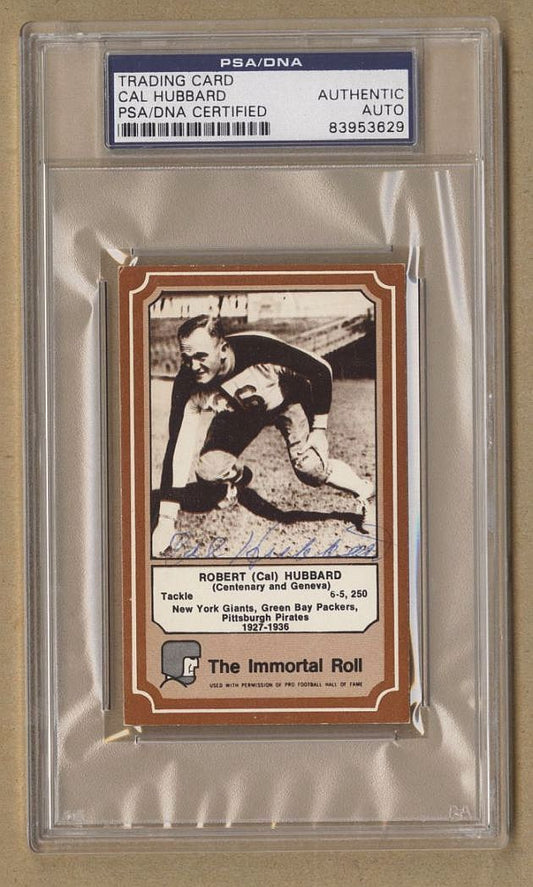 PSA/DNA
TRADING CARD
CAL HUBBARD AUTHENTIC
PSA/DNA CERTIFIED AUTO
83953629
Cal Hubbard
ROBERT (Cal) HUBBARD
(Centenary and Geneva)
Tackle 6-5, 250
New York Giants, Green Bay Packers,
Pittsburgh Pirates
1927-1936
The Immortal Roll
USED WITH PERMISSION OF PRO FOOTBALL HALL OF FAME